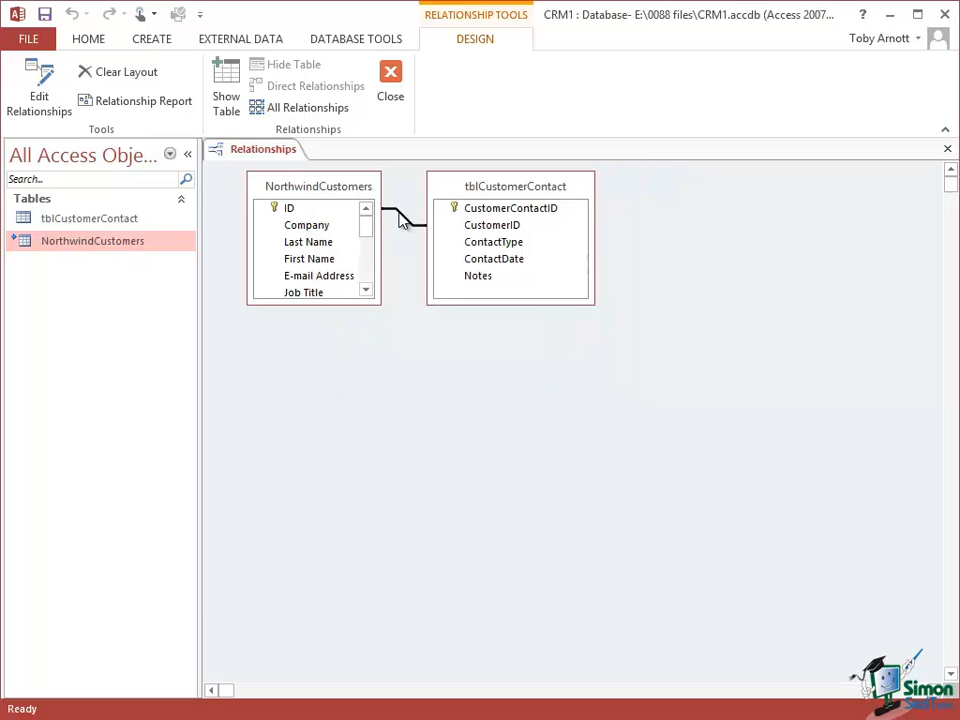 RELATIONSHIP TOOLS
CRM1 : Database- E:\0088 files\CRM1.accdb (Access 2007...
?
FILE
HOME
CREATE
EXTERNAL DATA
DATABASE TOOLS
DESIGN
Toby Arnott
Edit
Relationships
Clear Layout
Relationship Report
Tools
Show
Table
Hide Table
Direct Relationships
All Relationships
Close
Relationships
All Access Obje...
Search...
Tables
tblCustomerContact
NorthwindCustomers
Relationships
NorthwindCustomers
ID
Company
Last Name
First Name
E-mail Address
Job Title
tblCustomerContact
CustomerContactID
CustomerID
ContactType
ContactDate
Notes
Simon
Ready